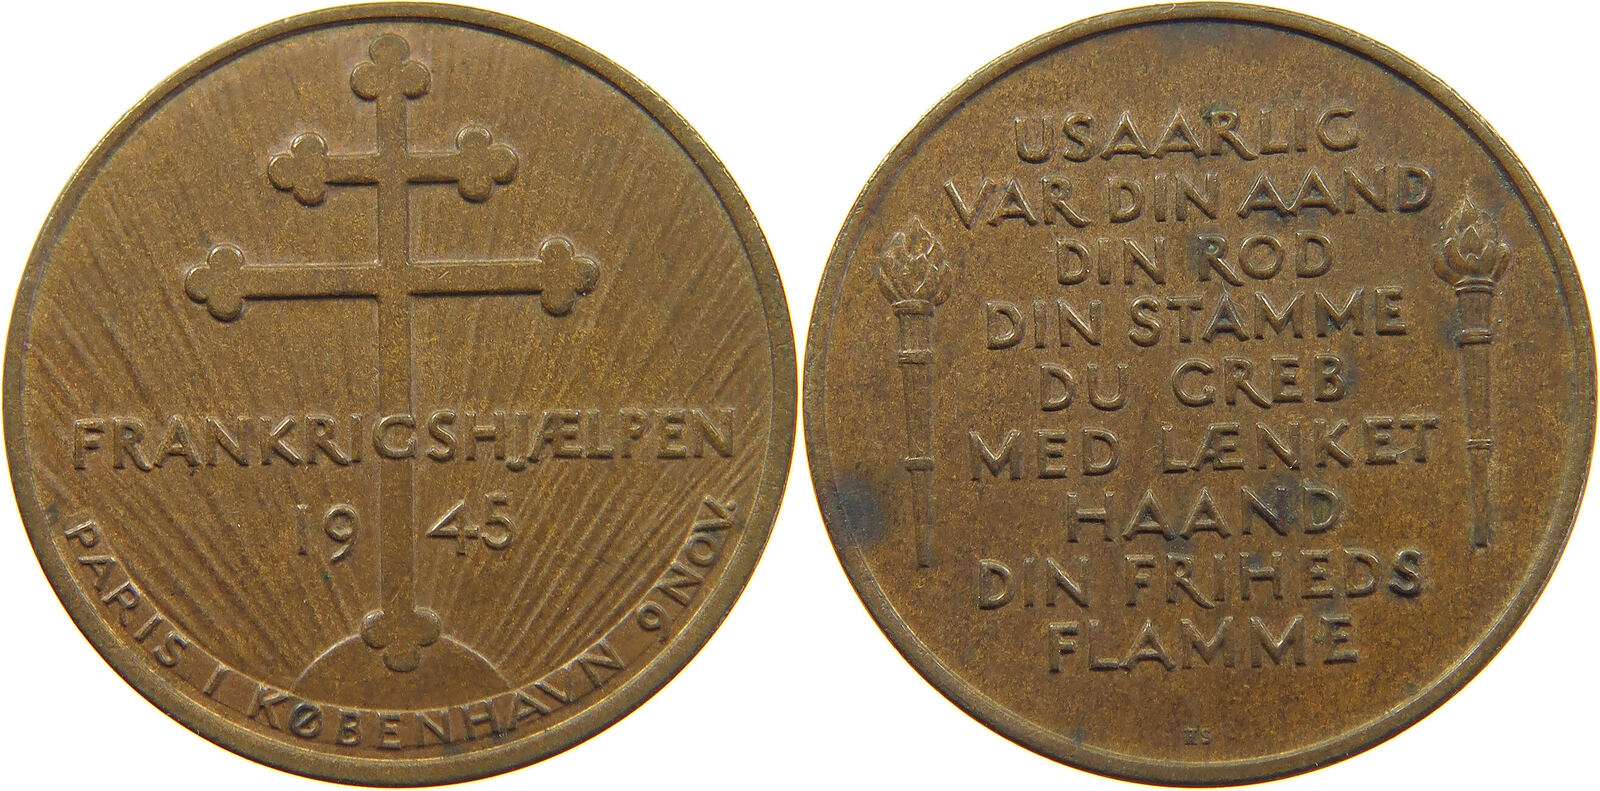 FRANKRIGSHJÆLPEN
1945
PARIS I KØBENHAVN 9 NOV.
USAARLIG
VAR DIN AAND
DIN ROD
DIN STAMME
DU GREB
MED LÆNKET
HAAND
DIN FRIHEDS
FLAMME
HS